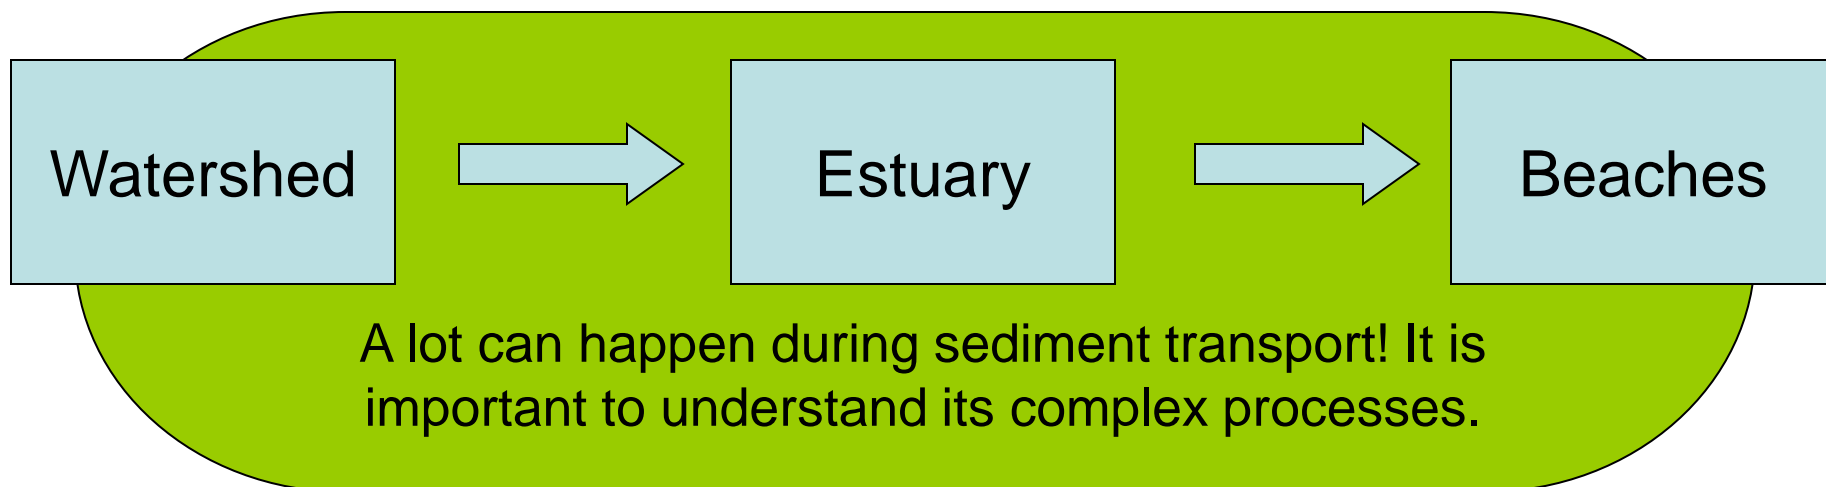 Watershed
Estuary
Beaches
A lot can happen during sediment transport! It is
important to understand its complex processes.